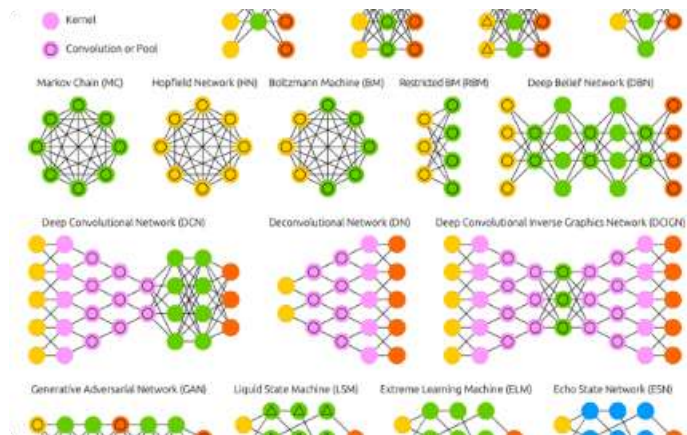 Kernel
Convolution or Pool
Markov Chain (MC)
Hopfield Network (HN)
Boltzmann Machine (BM)
Restricted BM (RBM)
Deep Belief Network (DBN)
Deep Convolutional Network (DCN)
Deconvolutional Network (DN)
Deep Convolutional Inverse Graphics Network (DCIGN)
Generative Adversarial Network (GAN)
Liquid State Machine (LSM)
Extreme Learning Machine (ELM)
Echo State Network (ESN)